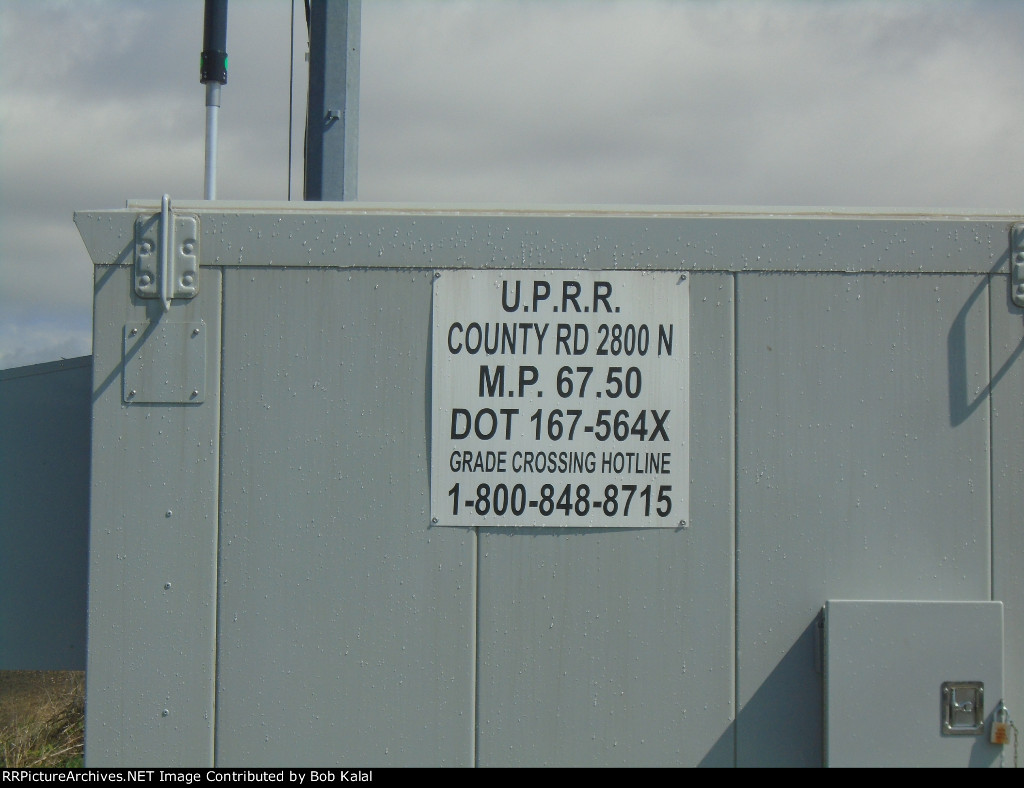 U.P.R.R.
COUNTY RD 2800 N
M.P. 67.50
DOT 167-564X
GRADE CROSSING HOTLINE
1-800-848-8715
RRPictureArchives.NET Image Contributed by Bob Kalal